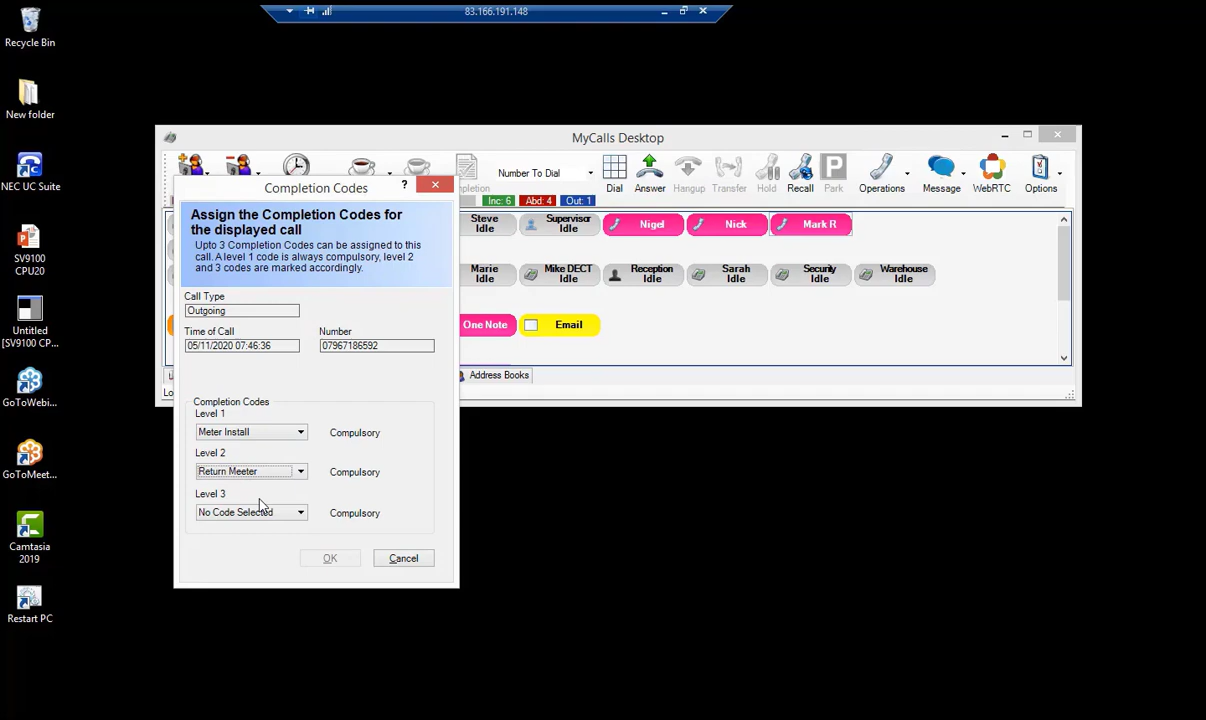 83.166.191.148
Recycle Bin
New folder
NEC UC Suite
SV9100
CPU20
Untitled
[SV9100 CP...
GoToWebi...
GoToMeet...
Camtasia
2019
Restart PC
MyCalls Desktop
Number To Dial
Dial
Answer
Hangup
Transfer
Hold
Recall
Park
Operations
Message
WebRTC
Options
Inc: 6
Abd: 4
Out: 1
Steve
Idle
Supervisor
Idle
Nigel
Nick
Mark R
Marie
Idle
Mike DECT
Idle
Reception
Idle
Sarah
Idle
Security
Idle
Warehouse
Idle
One Note
Email
Address Books
Completion Codes
?
Assign the Completion Codes for
the displayed call
Upto 3 Completion Codes can be assigned to this
call. A level 1 code is always compulsory, level 2
and 3 codes are marked accordingly.
Call Type
Outgoing
Time of Call
Number
05/11/2020 07:46:36
07967186592
Completion Codes
Level 1
Meter Install
Compulsory
Level 2
Return Meeter
Compulsory
Level 3
No Code Selected
Compulsory
OK
Cancel